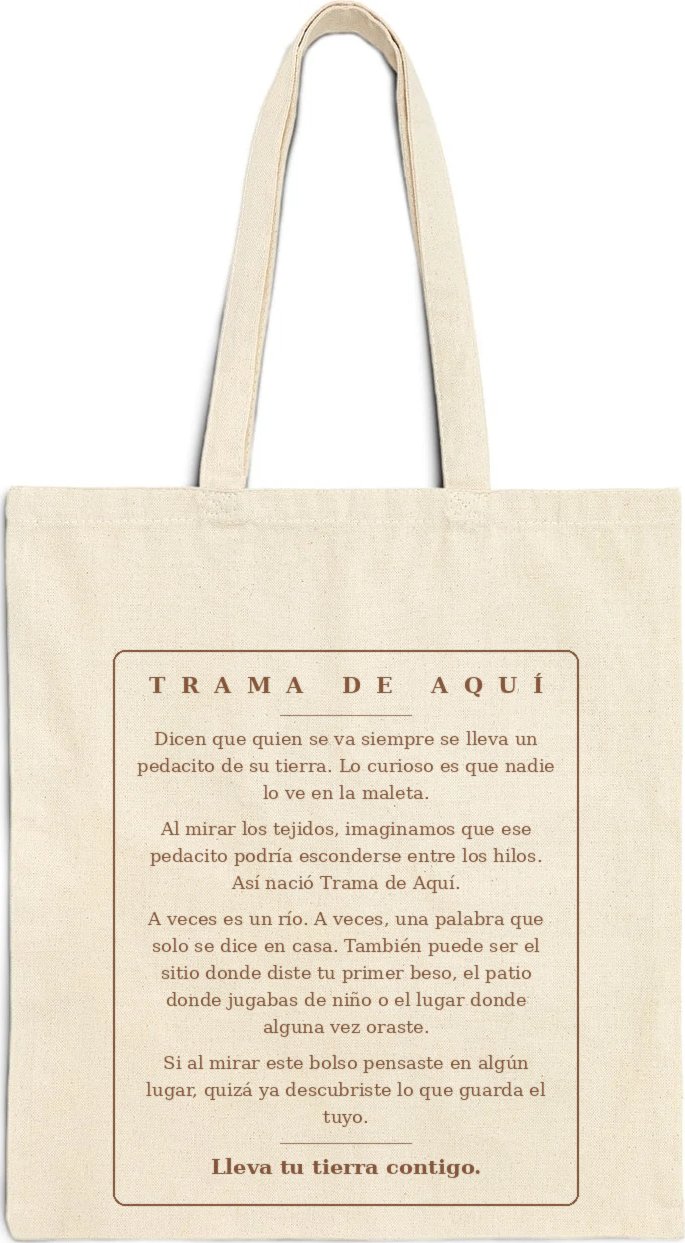 TRAMA DE AQUÍ
Dicen que quien se va siempre se lleva un
pedacito de su tierra. Lo curioso es que nadie
lo ve en la maleta.
Al mirar los tejidos, imaginamos que ese
pedacito podría esconderse entre los hilos.
Así nació Trama de Aquí.
A veces es un río. A veces, una palabra que
solo se dice en casa. También puede ser el
sitio donde diste tu primer beso, el patio
donde jugabas de niño o el lugar donde
alguna vez oraste.
Si al mirar este bolso pensaste en algún
lugar, quizá ya descubriste lo que guarda el
tuyo.
Lleva tu tierra contigo.